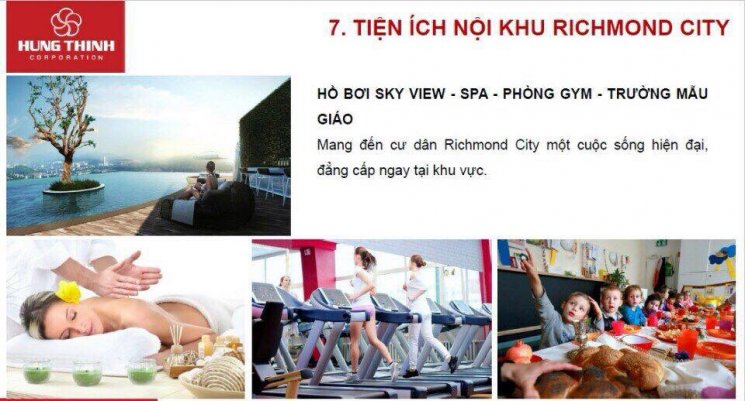 HUNG THINH
CORPORATION
7. TIỆN ÍCH NỘI KHU RICHMOND CITY
HỒ BƠI SKY VIEW - SPA - PHÒNG GYM - TRƯỜNG MẪU
GIÁO
Mang đến cư dân Richmond City một cuộc sống hiện đại,
đẳng cấp ngay tại khu vực.